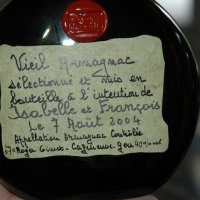 Vieil Armagnac
sélectionné et mis en
bouteille à l'intention de
Isabelle et François
Le 7 Août 2004
Appellation Armagnac Contrôlée
Roger